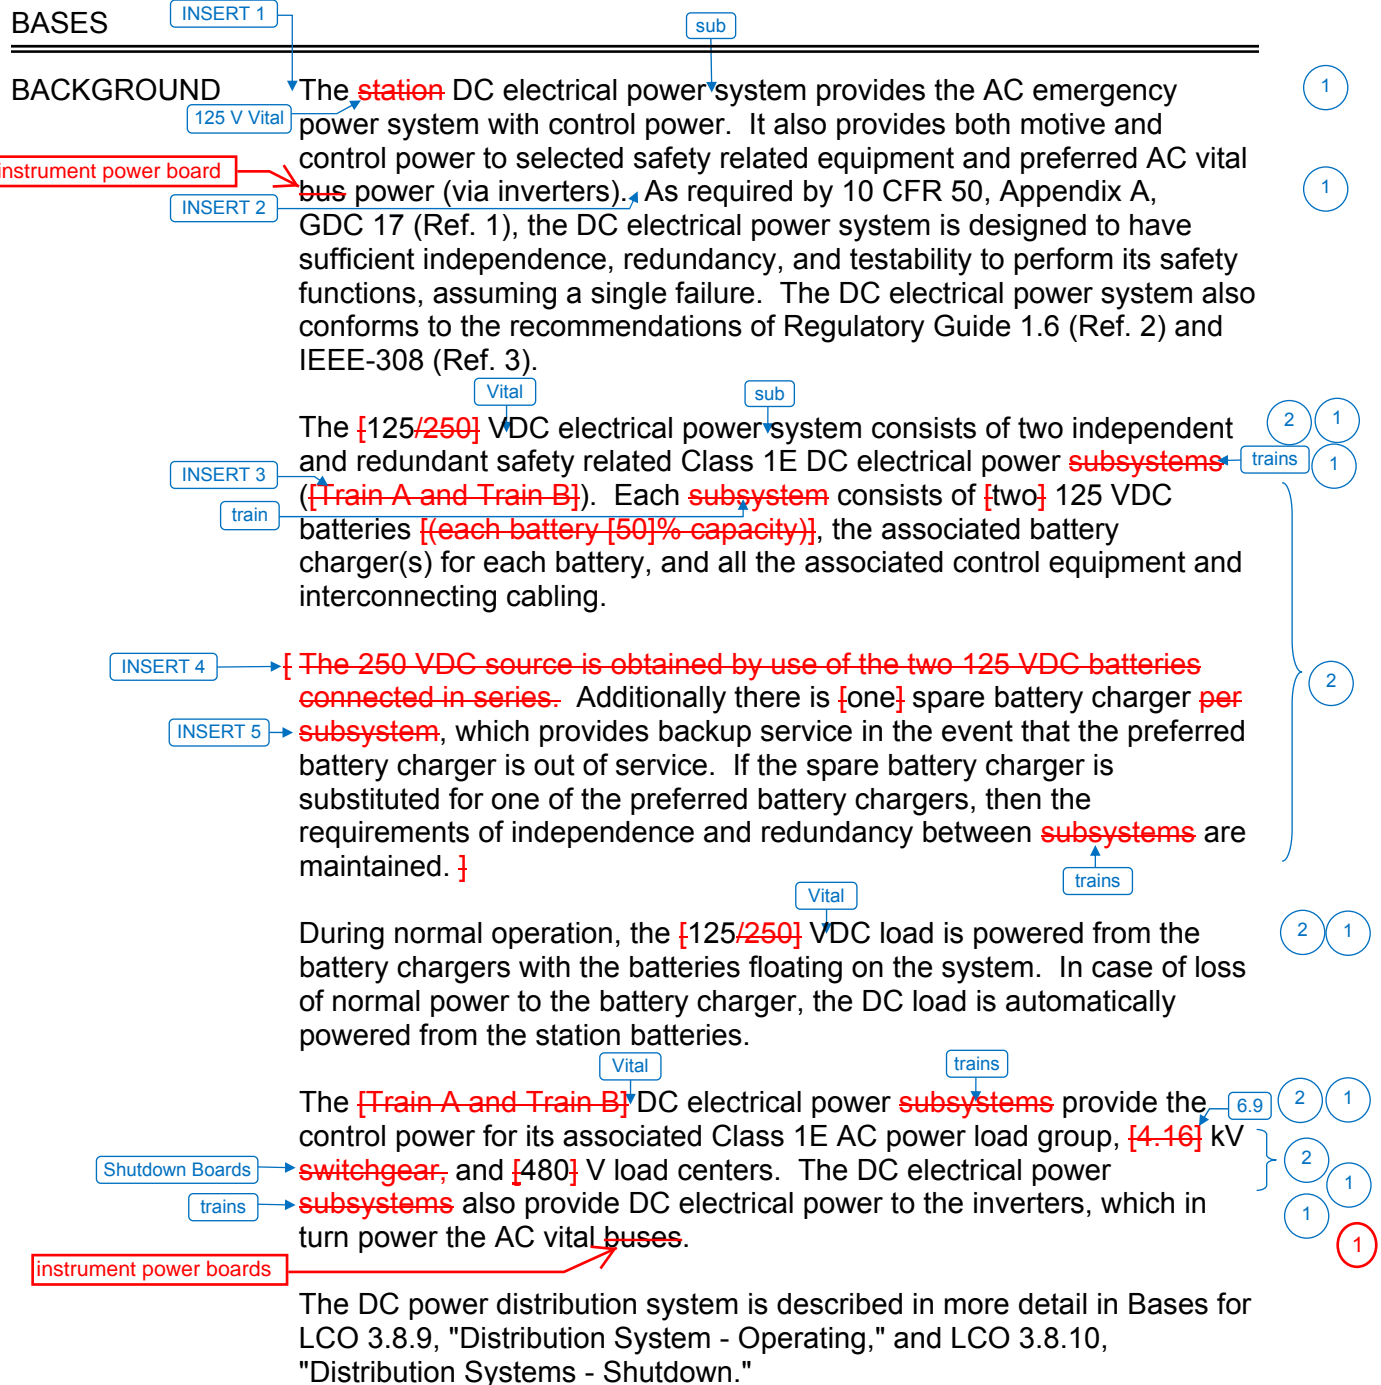 BASES
INSERT 1
sub
BACKGROUND The station DC electrical power system provides the AC emergency
1
125 V Vital
power system with control power. It also provides both motive and
control power to selected safety related equipment and preferred AC vital
instrument power board
bus power (via inverters). As required by 10 CFR 50, Appendix A,
1
INSERT 2
GDC 17 (Ref. 1), the DC electrical power system is designed to have
sufficient independence, redundancy, and testability to perform its safety
functions, assuming a single failure. The DC electrical power system also
conforms to the recommendations of Regulatory Guide 1.6 (Ref. 2) and
IEEE-308 (Ref. 3).
Vital
sub
The [125/250] VDC electrical power system consists of two independent
2 1
and redundant safety related Class 1E DC electrical power subsystems
trains
1
INSERT 3
([Train A and Train B]). Each subsystem consists of [two] 125 VDC
train
batteries [(each battery [50]% capacity)], the associated battery
charger(s) for each battery, and all the associated control equipment and
interconnecting cabling.
INSERT 4
[ The 250 VDC source is obtained by use of the two 125 VDC batteries
2
connected in series. Additionally there is [one] spare battery charger per
INSERT 5
subsystem, which provides backup service in the event that the preferred
battery charger is out of service. If the spare battery charger is
substituted for one of the preferred battery chargers, then the
requirements of independence and redundancy between subsystems are
maintained. ]
trains
Vital
During normal operation, the [125/250] VDC load is powered from the
2 1
battery chargers with the batteries floating on the system. In case of loss
of normal power to the battery charger, the DC load is automatically
powered from the station batteries.
Vital
trains
The [Train A and Train B] DC electrical power subsystems provide the
6.9
2 1
control power for its associated Class 1E AC power load group, [4.16] kV
Shutdown Boards
switchgear, and [480] V load centers. The DC electrical power
2
1
trains
subsystems also provide DC electrical power to the inverters, which in
1
turn power the AC vital buses.
1
instrument power boards
The DC power distribution system is described in more detail in Bases for
LCO 3.8.9, "Distribution System - Operating," and LCO 3.8.10,
"Distribution Systems - Shutdown."